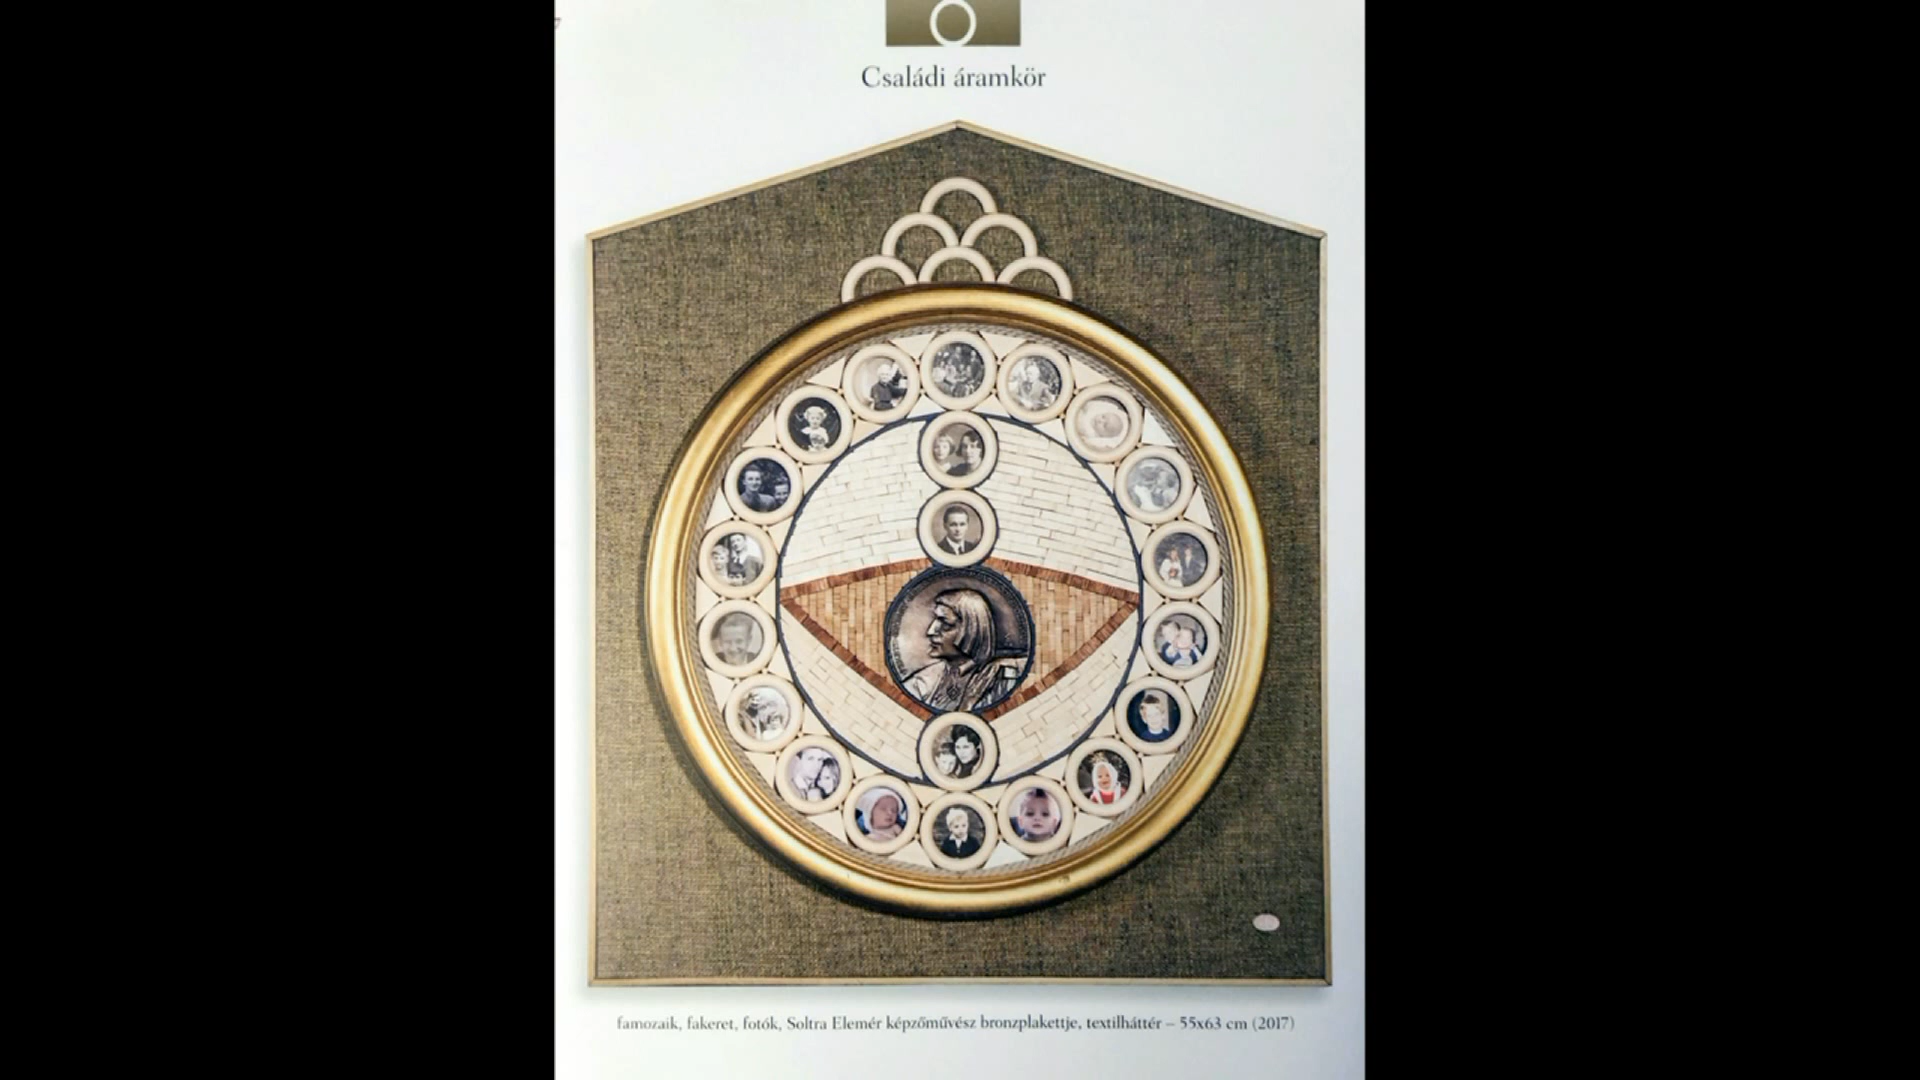 Családi áramkör
famozaik, fakeret, fotók, Soltra Elemér képzőművész bronzplakettje, textilháttér – 55x63 cm (2017)